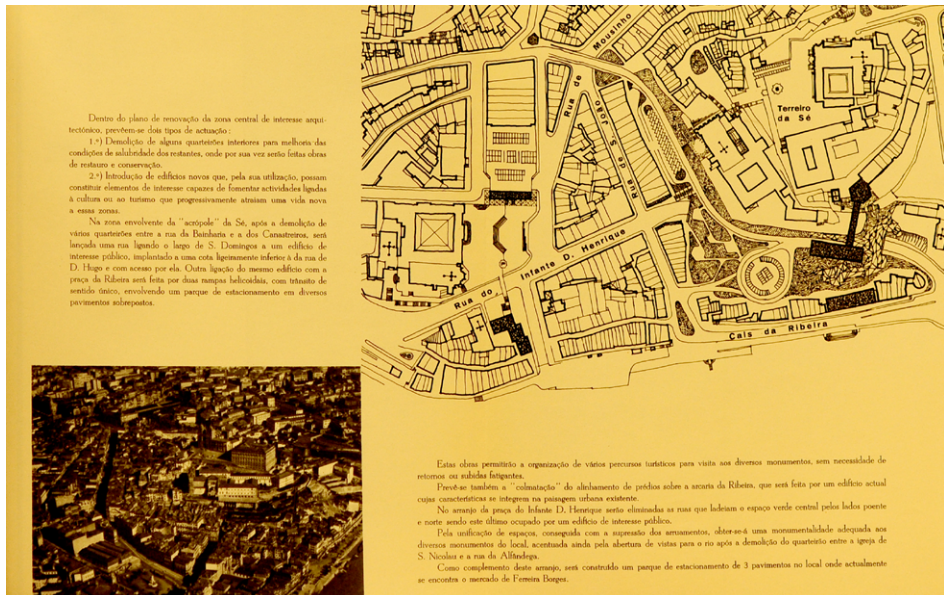 Dentro do plano de renovação da zona central de interesse arqui-
tectónico, prevêem-se dois tipos de actuação:
1.º) Demolição de alguns quarteirões interiores para melhoria das
condições de salubridade dos restantes, onde por sua vez serão feitas obras
de restauro e conservação.
2.º) Introdução de edifícios novos que, pela sua utilização, possam
constituir elementos de interesse capazes de fomentar actividades ligadas
à cultura ou ao turismo que progressivamente atraiam uma vida nova
a essas zonas.
Na zona envolvente da "acrópole" da Sé, após a demolição de
vários quarteirões entre a rua da Bainharia e a dos Canastreiros, será
lançada uma rua ligando o largo de S. Domingos a um edifício de
interesse público, implantado a uma cota ligeiramente inferior à da rua de
D. Hugo e com acesso por ela. Outra ligação do mesmo edifício com a
praça da Ribeira será feita por duas rampas helicoidais, com trânsito de
sentido único, envolvendo um parque de estacionamento em diversos
pavimentos sobrepostos.
Mousinho
Rua de
Rua de S. João
Terreiro
da Sé
Rua do Infante D. Henrique
Cais da Ribeira
Estas obras permitirão a organização de vários percursos turísticos para visita aos diversos monumentos, sem necessidade de
retornos ou subidas fatigantes.
Prevê-se também a "colmatação" do alinhamento de prédios sobre a arcaria da Ribeira, que será feita por um edifício actual
cujas características se integrem na paisagem urbana existente.
No arranjo da praça do Infante D. Henrique serão eliminadas as ruas que ladeiam o espaço verde central pelos lados poente
e norte sendo este último ocupado por um edifício de interesse público.
Pela unificação de espaços, conseguida com a supressão dos arruamentos, obter-se-á uma monumentalidade adequada aos
diversos monumentos do local, acentuada ainda pela abertura de vistas para o rio após a demolição do quarteirão entre a igreja de
S. Nicolau e a rua da Alfândega.
Como complemento deste arranjo, será construído um parque de estacionamento de 3 pavimentos no local onde actualmente
se encontra o mercado de Ferreira Borges.